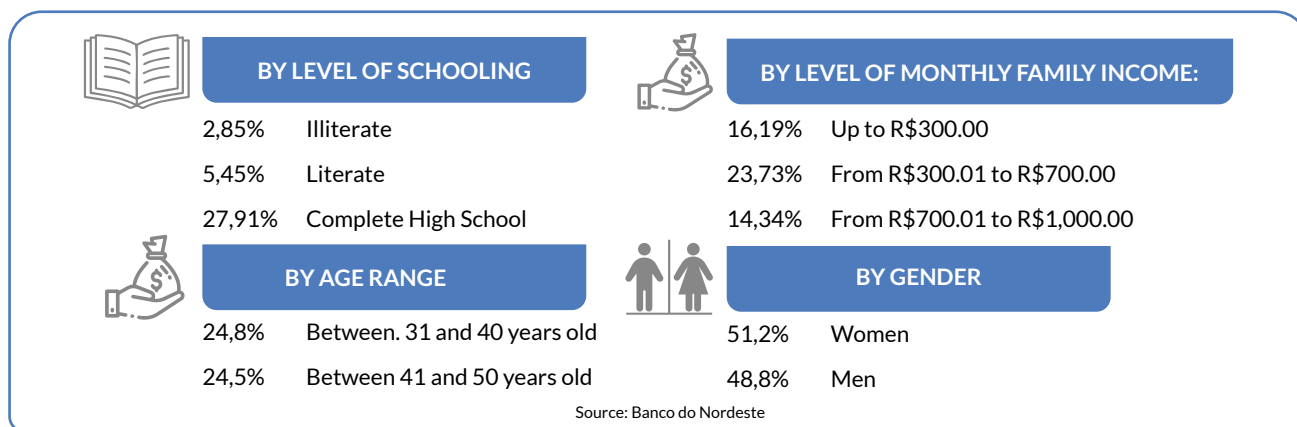 BY LEVEL OF SCHOOLING
2,85% Illiterate
5,45% Literate
27,91% Complete High School
BY LEVEL OF MONTHLY FAMILY INCOME:
16,19% Up to R$300.00
23,73% From R$300.01 to R$700.00
14,34% From R$700.01 to R$1,000.00
BY AGE RANGE
24,8% Between. 31 and 40 years old
24,5% Between 41 and 50 years old
BY GENDER
51,2% Women
48,8% Men
Source: Banco do Nordeste